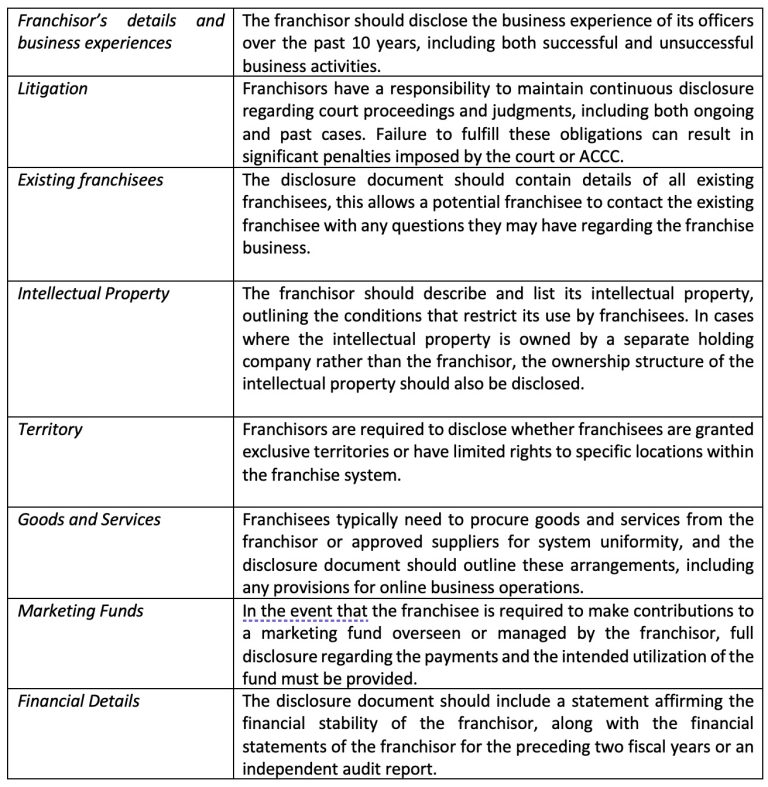 Franchisor's details and
business experiences
The franchisor should disclose the business experience of its officers
over the past 10 years, including both successful and unsuccessful
business activities.
Litigation
Franchisors have a responsibility to maintain continuous disclosure
regarding court proceedings and judgments, including both ongoing
and past cases. Failure to fulfill these obligations can result in
significant penalties imposed by the court or ACCC.
Existing franchisees
The disclosure document should contain details of all existing
franchisees, this allows a potential franchisee to contact the existing
franchisee with any questions they may have regarding the franchise
business.
Intellectual Property
The franchisor should describe and list its intellectual property,
outlining the conditions that restrict its use by franchisees. In cases
where the intellectual property is owned by a separate holding
company rather than the franchisor, the ownership structure of the
intellectual property should also be disclosed.
Territory
Franchisors are required to disclose whether franchisees are granted
exclusive territories or have limited rights to specific locations within
the franchise system.
Goods and Services
Franchisees typically need to procure goods and services from the
franchisor or approved suppliers for system uniformity, and the
disclosure document should outline these arrangements, including
any provisions for online business operations.
Marketing Funds
In the event that the franchisee is required to make contributions to
a marketing fund overseen or managed by the franchisor, full
disclosure regarding the payments and the intended utilization of the
fund must be provided.
Financial Details
The disclosure document should include a statement affirming the
financial stability of the franchisor, along with the financial
statements of the franchisor for the preceding two fiscal years or an
independent audit report.